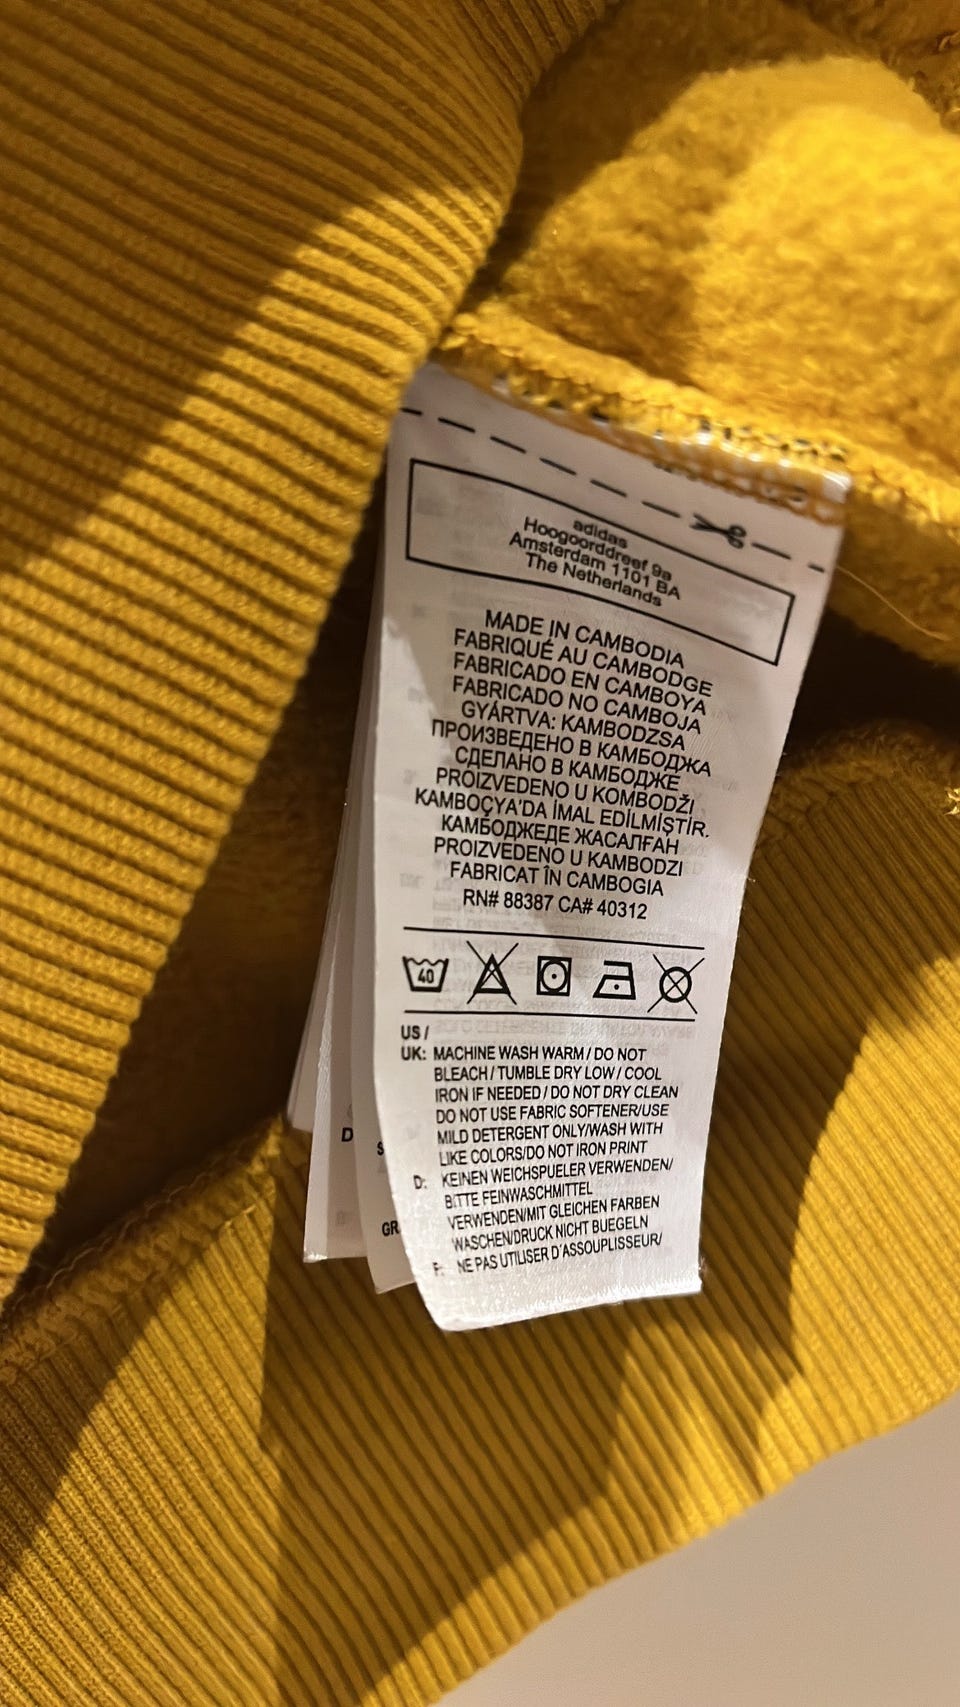 adidas
Hoogoorddreef 9a
Amsterdam 1101 BA
The Netherlands
MADE IN CAMBODIA
FABRIQUÉ AU CAMBODGE
FABRICADO EN CAMBOYA
FABRICADO NO CAMBOJA
GYÁRTVA: KAMBODZSA
ПРОИЗВЕДЕНО В КАМБОДЖА
СДЕЛАНО В КАМБОДЖЕ
PROIZVEDENO U KOMBODŽI
KAMBOÇYA'DA İMAL EDİLMİŞTİR.
КАМБОДЖЕДЕ ЖАСАЛҒАН
PROIZVEDENO U KAMBODZI
FABRICAT ÎN CAMBOGIA
RN# 88387 CA# 40312
40
US /
UK: MACHINE WASH WARM / DO NOT
BLEACH / TUMBLE DRY LOW / COOL
IRON IF NEEDED / DO NOT DRY CLEAN
DO NOT USE FABRIC SOFTENER/USE
MILD DETERGENT ONLY/WASH WITH
LIKE COLORS/DO NOT IRON PRINT
D: KEINEN WEICHSPUELER VERWENDEN/
BITTE FEINWASCHMITTEL
VERWENDEN/MIT GLEICHEN FARBEN
WASCHEN/DRUCK NICHT BUEGELN
F: NE PAS UTILISER D'ASSOUPLISSEUR/
D
GR